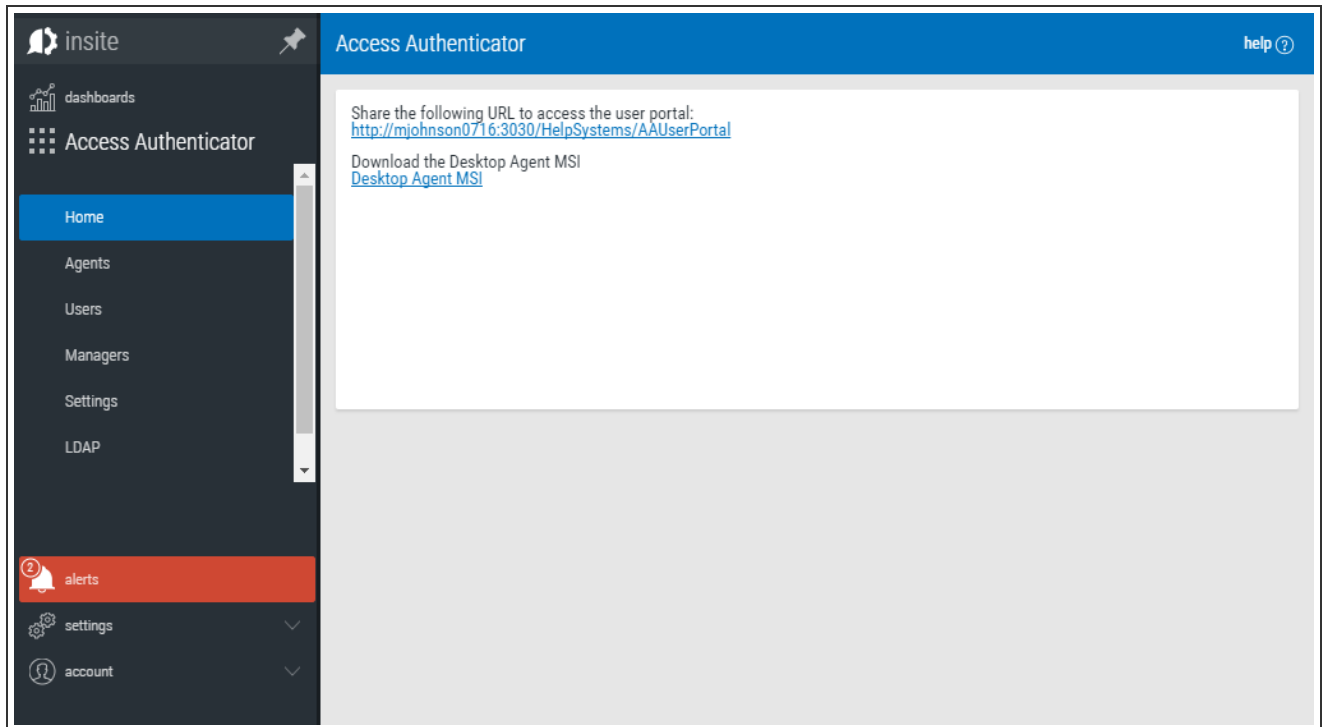 insite
dashboards
Access Authenticator
Home
Agents
Users
Managers
Settings
LDAP
2
alerts
settings
account
Access Authenticator
help ?
Share the following URL to access the user portal:
http://mjohnson0716:3030/HelpSystems/AAUserPortal
Download the Desktop Agent MSI
Desktop Agent MSI